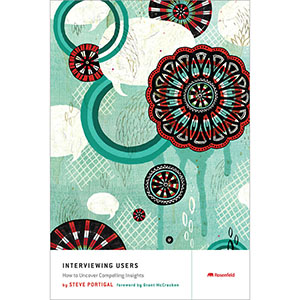 INTERVIEWING USERS
How to Uncover Compelling Insights
by STEVE PORTIGAL foreword by Grant McCracken
Rosenfeld